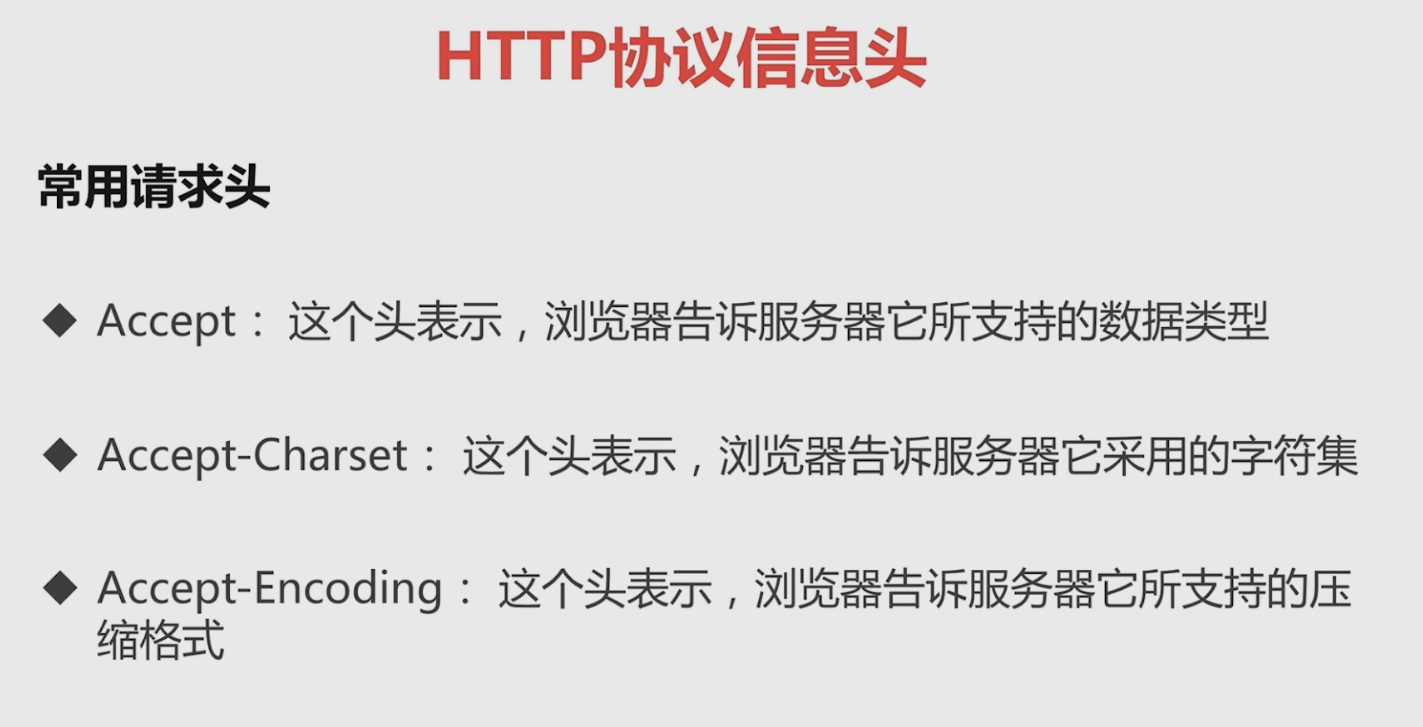 HTTP协议信息头
常用请求头
◆ Accept： 这个头表示，浏览器告诉服务器它所支持的数据类型
◆ Accept-Charset： 这个头表示，浏览器告诉服务器它采用的字符集
◆ Accept-Encoding： 这个头表示，浏览器告诉服务器它所支持的压
缩格式